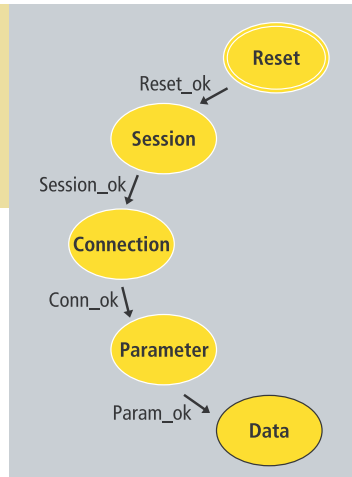 Reset
Reset_ok
Session
Session_ok
Connection
Conn_ok
Parameter
Param_ok
Data